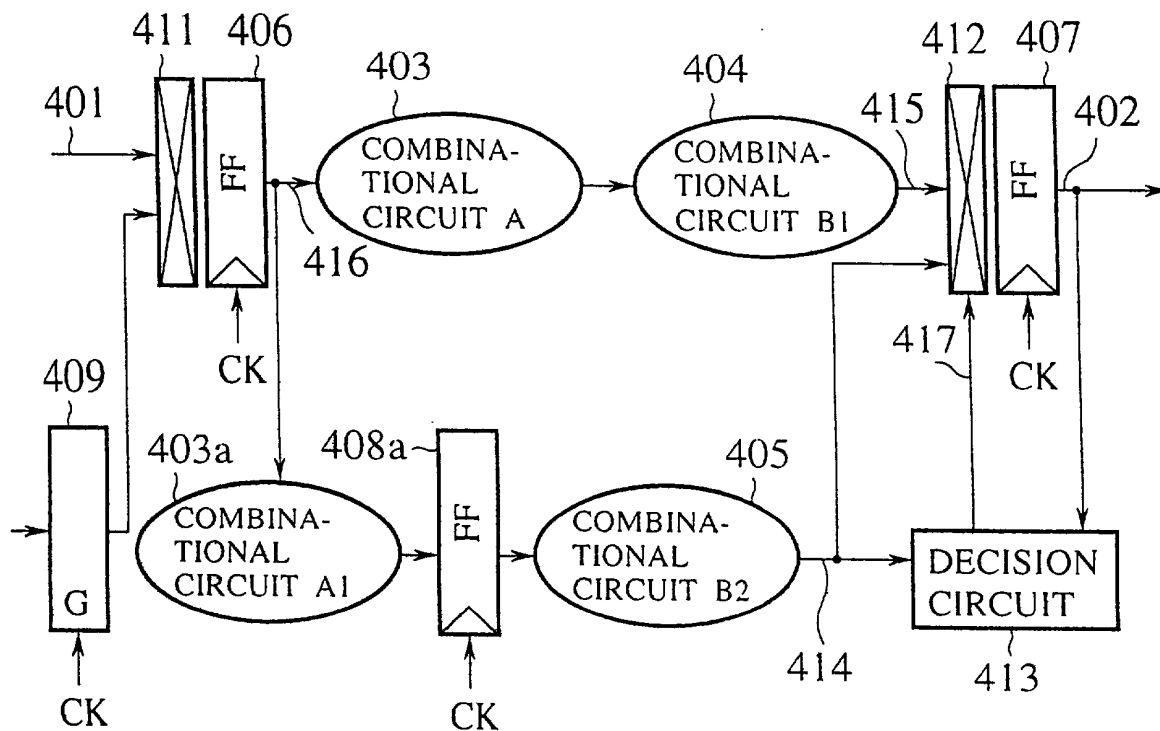 411
406
403
404
412
407
401
415
402
FF
COMBINA-
TIONAL
CIRCUIT A
COMBINA-
TIONAL
CIRCUIT B1
FF
416
CK
417
CK
409
403a
408a
405
G
COMBINA-
TIONAL
CIRCUIT A1
FF
COMBINA-
TIONAL
CIRCUIT B2
DECISION
CIRCUIT
414
413
CK
CK